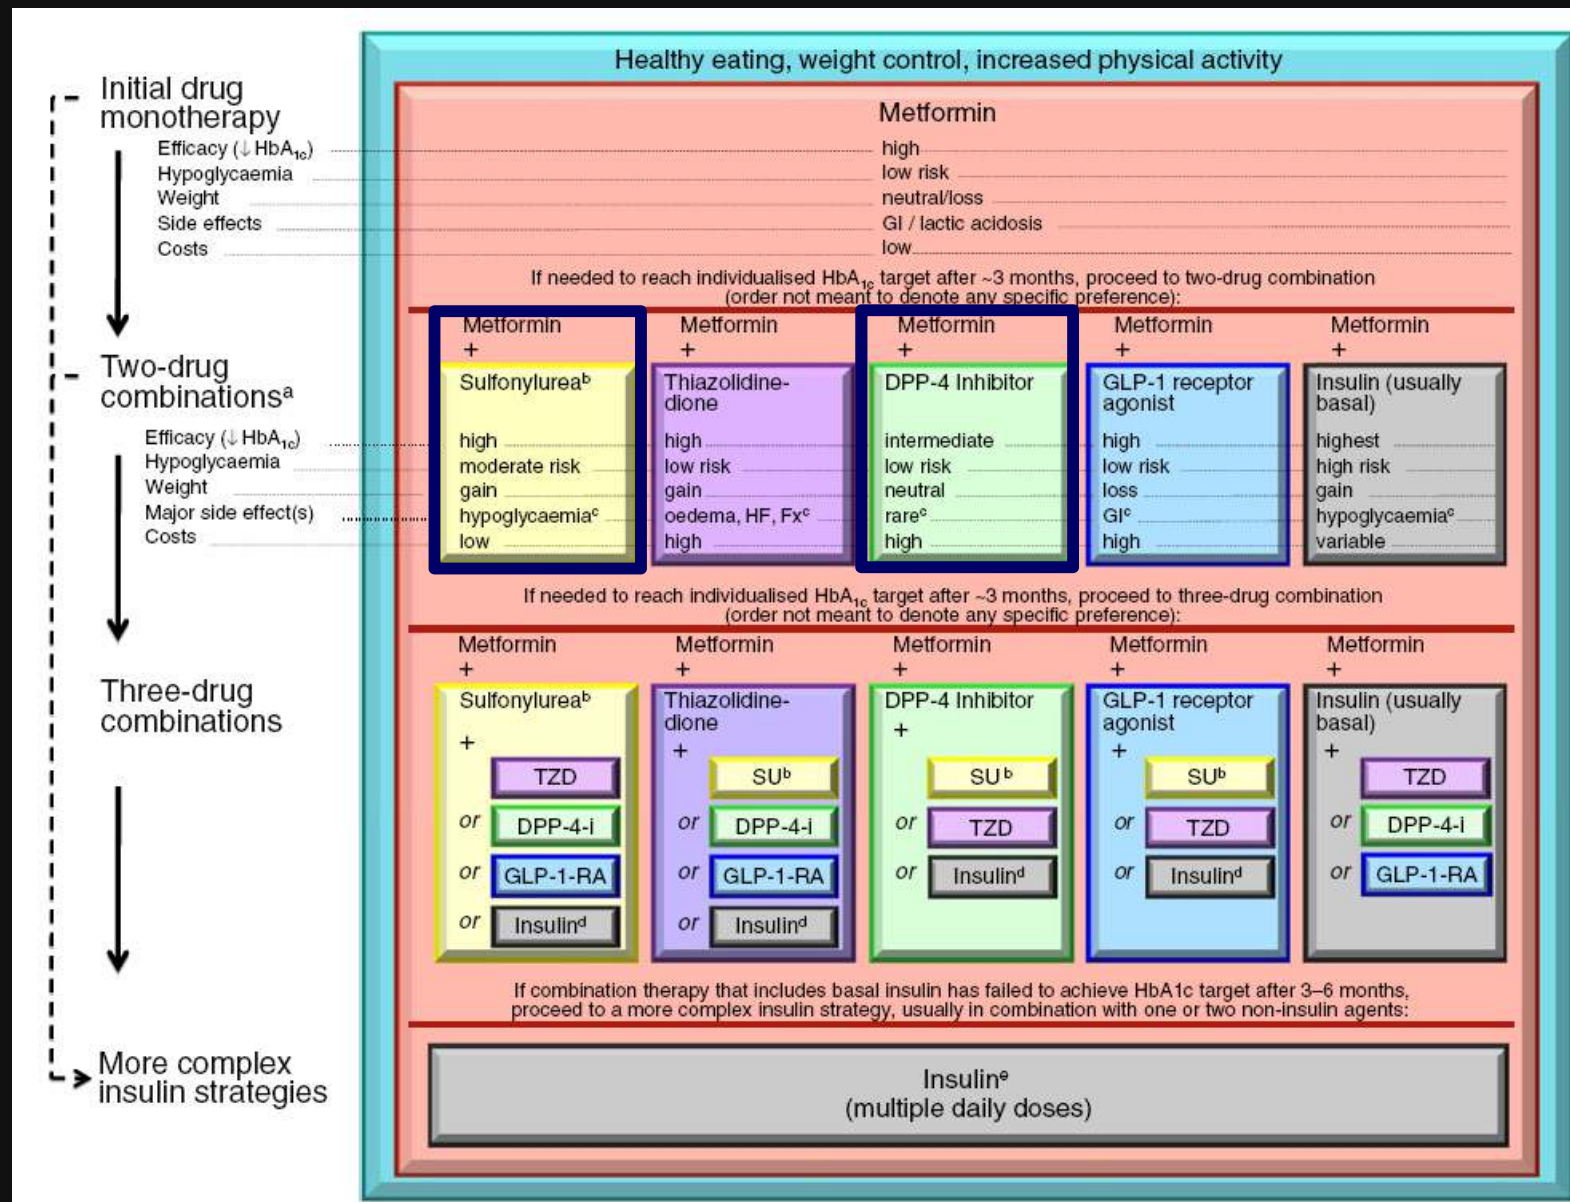 Healthy eating, weight control, increased physical activity
Initial drug
monotherapy
Metformin
Efficacy (↓HbA1c) high
Hypoglycaemia low risk
Weight neutral/loss
Side effects GI / lactic acidosis
Costs low
If needed to reach individualised HbA1c target after ~3 months, proceed to two-drug combination
(order not meant to denote any specific preference):
Metformin Metformin Metformin Metformin Metformin
+ + + + +
Two-drug
combinationsᵃ
Sulfonylureaᵇ Thiazolidine- DPP-4 Inhibitor GLP-1 receptor Insulin (usually
dione agonist basal)
Efficacy (↓HbA1c) high high intermediate high highest
Hypoglycaemia moderate risk low risk low risk low risk high risk
Weight gain gain neutral loss gain
Major side effect(s) hypoglycaemiaᶜ oedema, HF, Fxᶜ rareᶜ GIᶜ hypoglycaemiaᶜ
Costs low high high high variable
If needed to reach individualised HbA1c target after ~3 months, proceed to three-drug combination
(order not meant to denote any specific preference):
Metformin Metformin Metformin Metformin Metformin
+ + + + +
Three-drug
combinations
Sulfonylureaᵇ Thiazolidine- DPP-4 Inhibitor GLP-1 receptor Insulin (usually
dione agonist basal)
+ + + + +
TZD SUᵇ SUᵇ SUᵇ TZD
or DPP-4-i or DPP-4-i or TZD or TZD or DPP-4-i
or GLP-1-RA or GLP-1-RA or Insulinᵈ or Insulinᵈ or GLP-1-RA
or Insulinᵈ or Insulinᵈ
If combination therapy that includes basal insulin has failed to achieve HbA1c target after 3–6 months,
proceed to a more complex insulin strategy, usually in combination with one or two non-insulin agents:
More complex
insulin strategies
Insulinᵉ
(multiple daily doses)